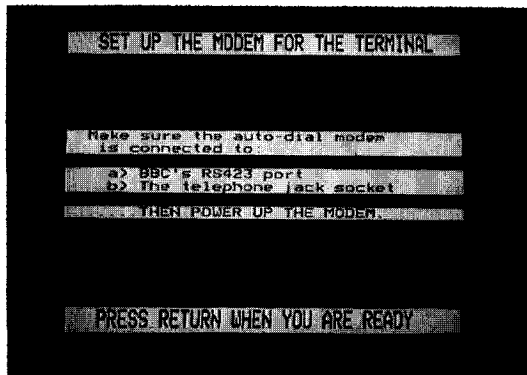 SET UP THE MODEM FOR THE TERMINAL
Make sure the auto-dial modem
is connected to:
a) BBC's RS423 port
b) The telephone jack socket
THEN POWER UP THE MODEM.
PRESS RETURN WHEN YOU ARE READY